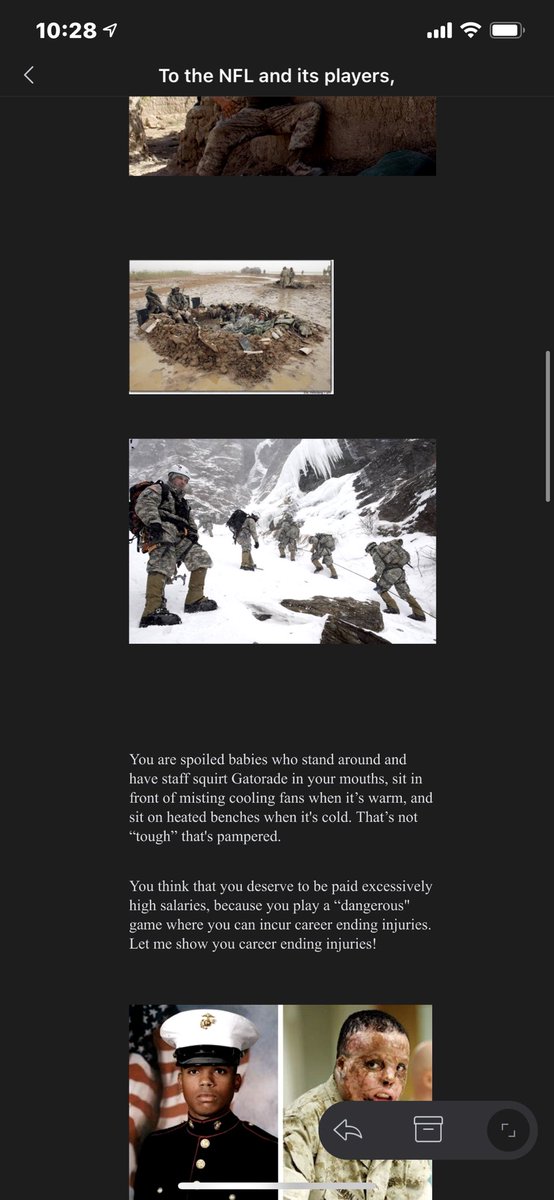 10:28
To the NFL and its players,
You are spoiled babies who stand around and
have staff squirt Gatorade in your mouths, sit in
front of misting cooling fans when it’s warm, and
sit on heated benches when it's cold. That’s not
“tough” that's pampered.
You think that you deserve to be paid excessively
high salaries, because you play a “dangerous"
game where you can incur career ending injuries.
Let me show you career ending injuries!